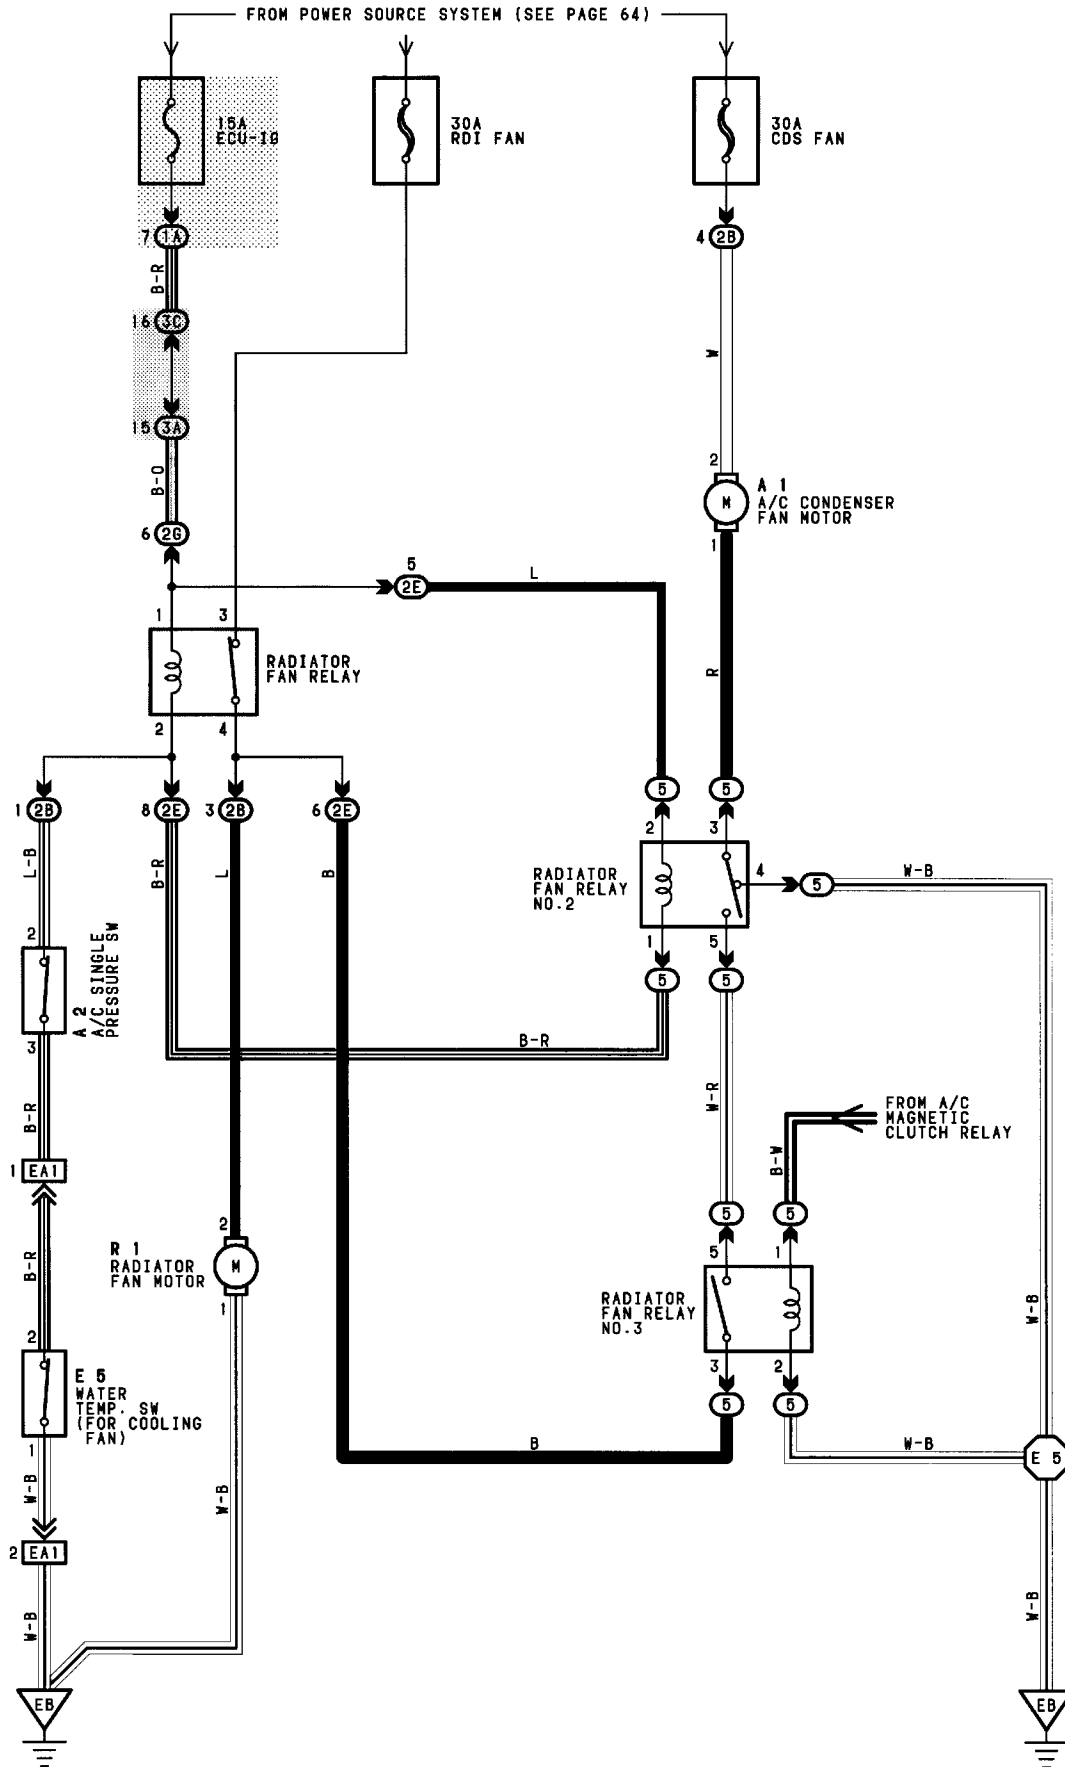 FROM POWER SOURCE SYSTEM (SEE PAGE 64)
15A
ECU-IG
30A
RDI FAN
30A
CDS FAN
7 1A
4 2B
B-R
16 3C
W
15 3A
B-O
2
A 1
M
A/C CONDENSER
FAN MOTOR
1
6 2G
5
2E
L
1
3
RADIATOR
FAN RELAY
R
2
4
5
5
1 2B
8 2E
3 2B
6 2E
2
3
L-B
B-R
L
B
RADIATOR
FAN RELAY
NO.2
4
5
W-B
2
1
5
5
5
A 2
A/C SINGLE
PRESSURE SW
3
B-R
B-R
W-R
FROM A/C
MAGNETIC
CLUTCH RELAY
B-W
1 EA1
5
5
2
5
1
R 1
RADIATOR
FAN MOTOR
M
B-R
1
RADIATOR
FAN RELAY
NO.3
W-B
2
3
2
E 5
WATER
TEMP. SW
(FOR COOLING
FAN)
5
5
1
B
W-B
E 5
W-B
W-B
2 EA1
W-B
W-B
EB
EB